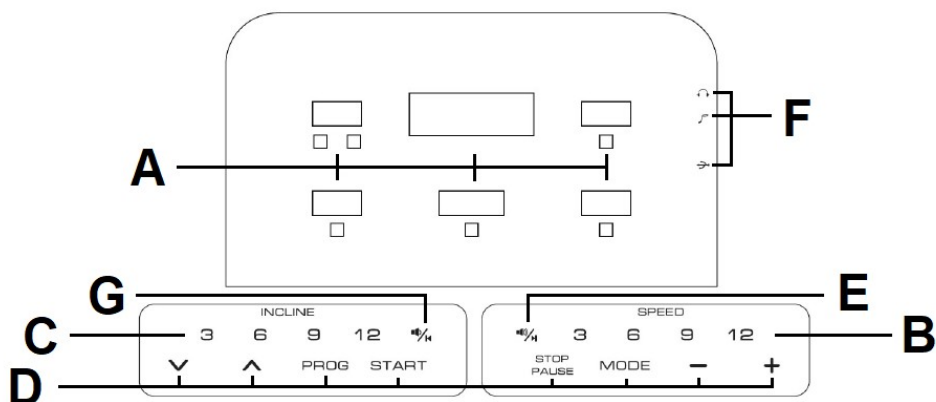 A
F
G
E
INCLINE
SPEED
C
3 6 9 12
3 6 9 12
B
D
PROG START
STOP
PAUSE
MODE - +